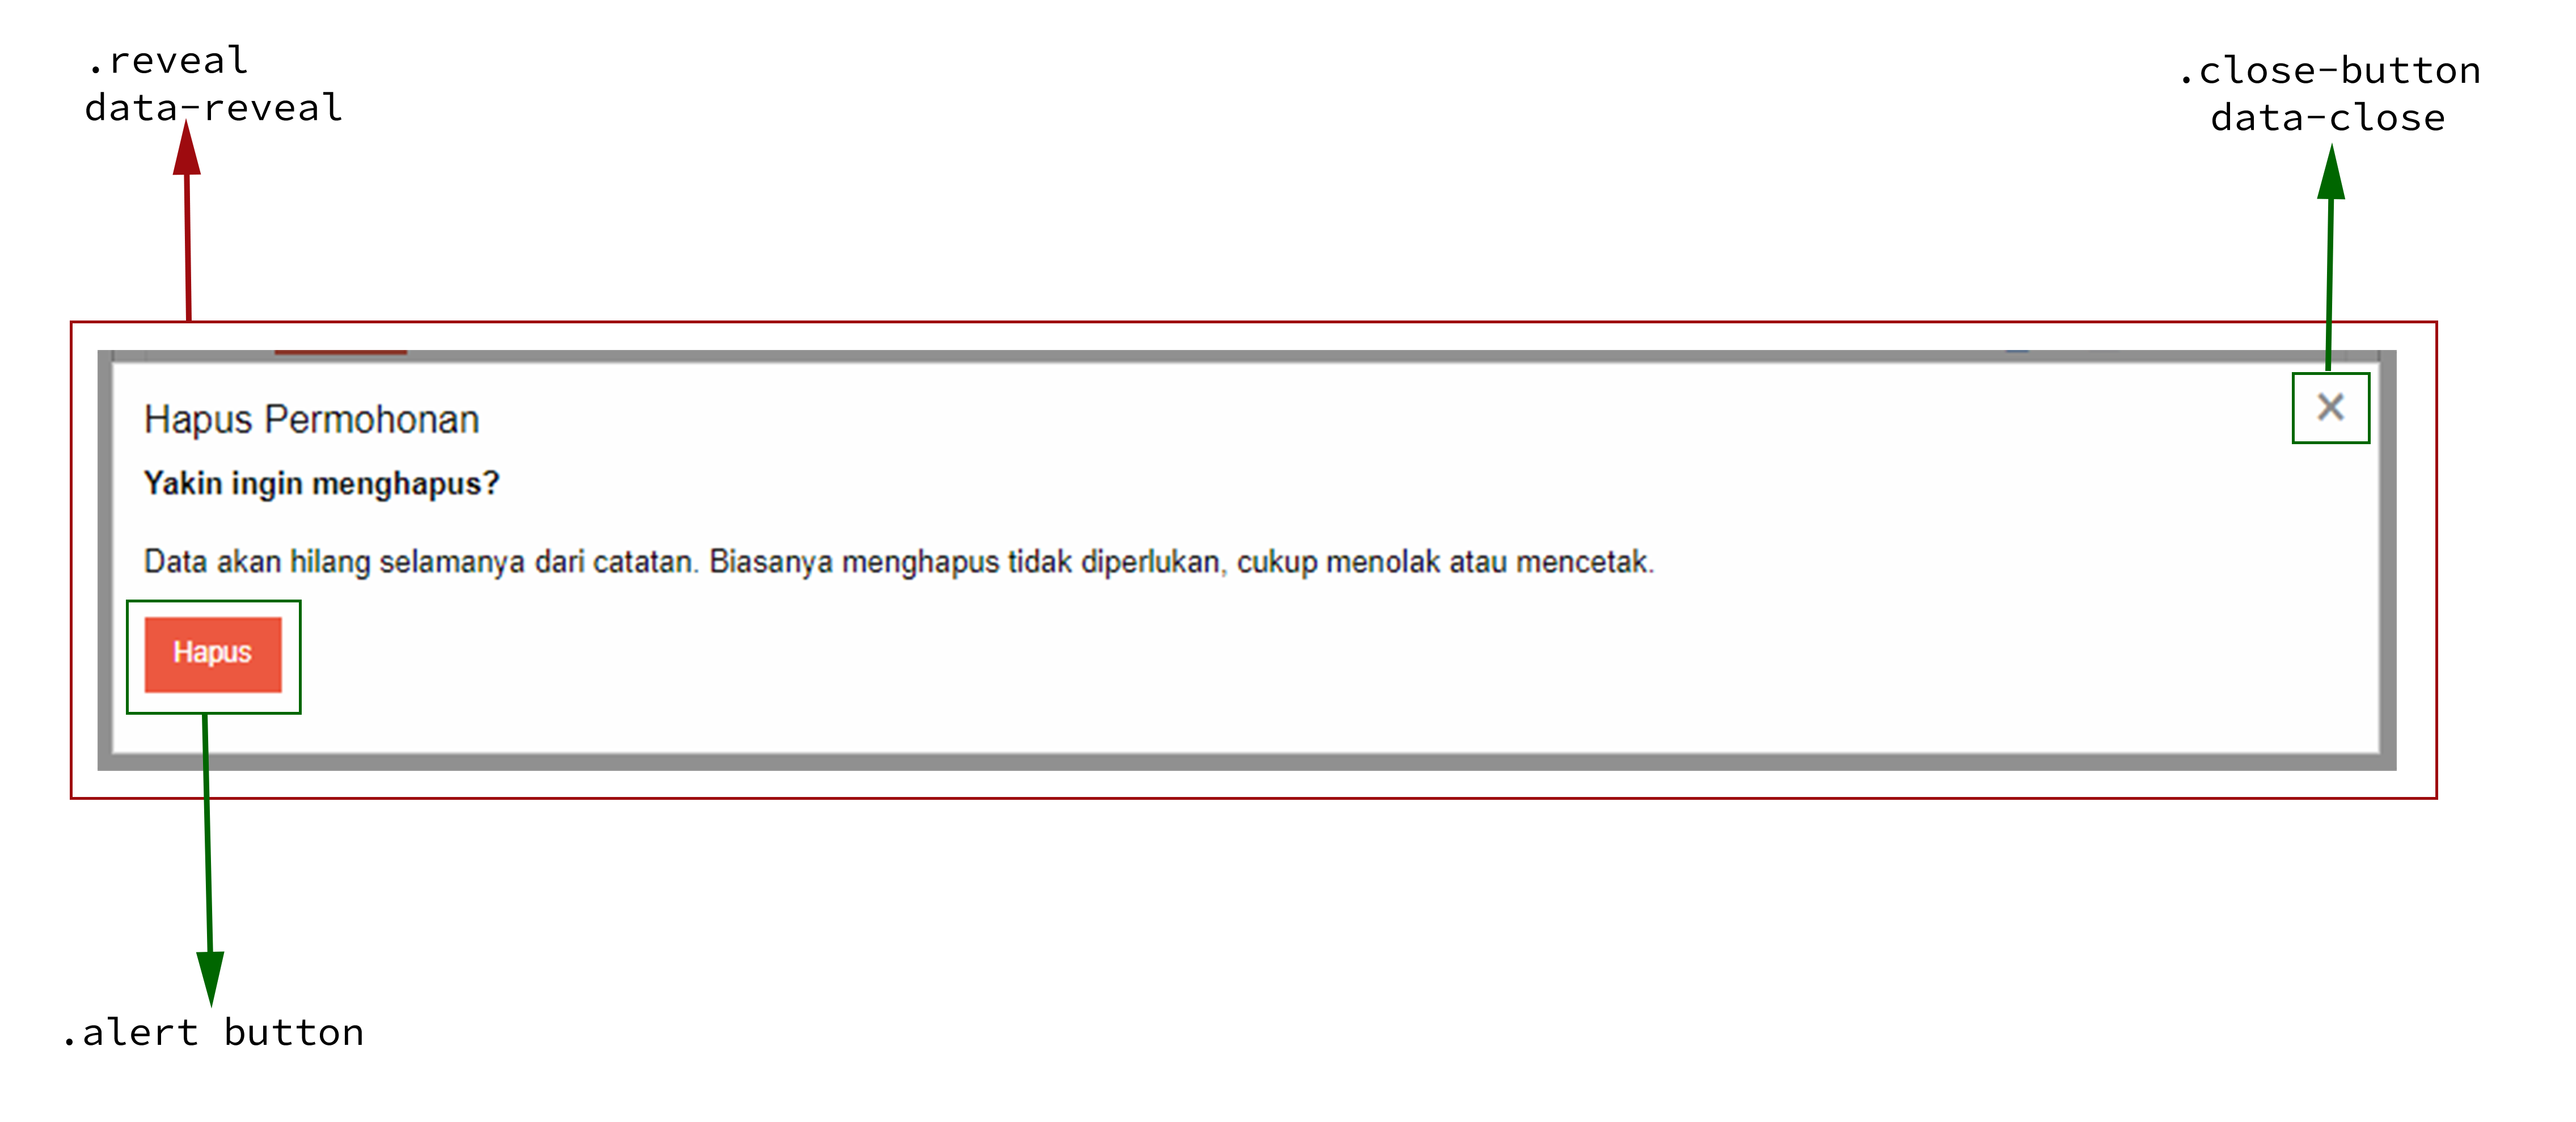 .reveal
data-reveal
.close-button
data-close
Hapus Permohonan
×
Yakin ingin menghapus?
Data akan hilang selamanya dari catatan. Biasanya menghapus tidak diperlukan, cukup menolak atau mencetak.
Hapus
.alert button